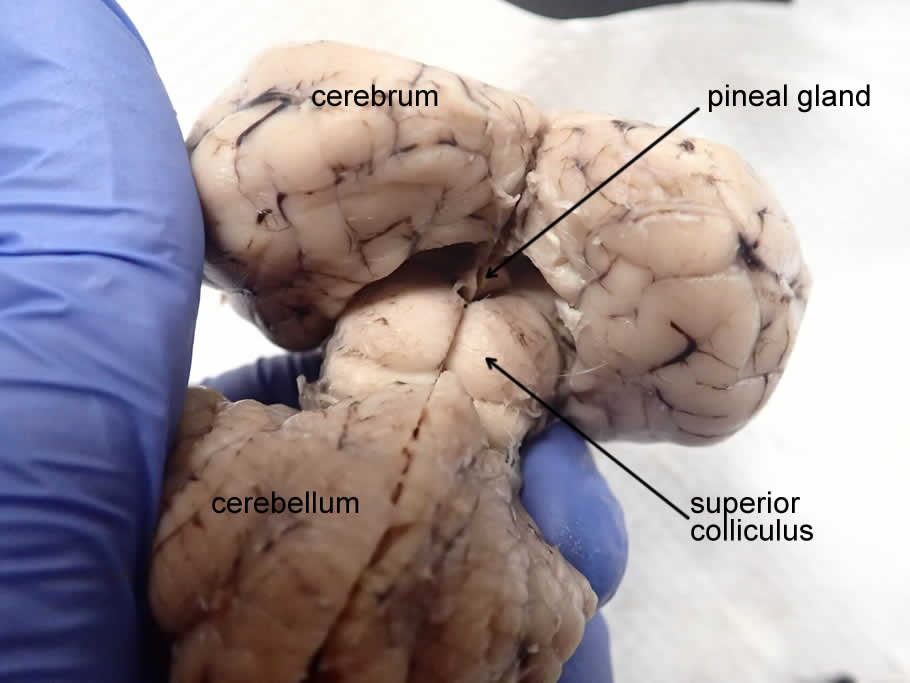 cerebrum
pineal gland
cerebellum
superior
colliculus